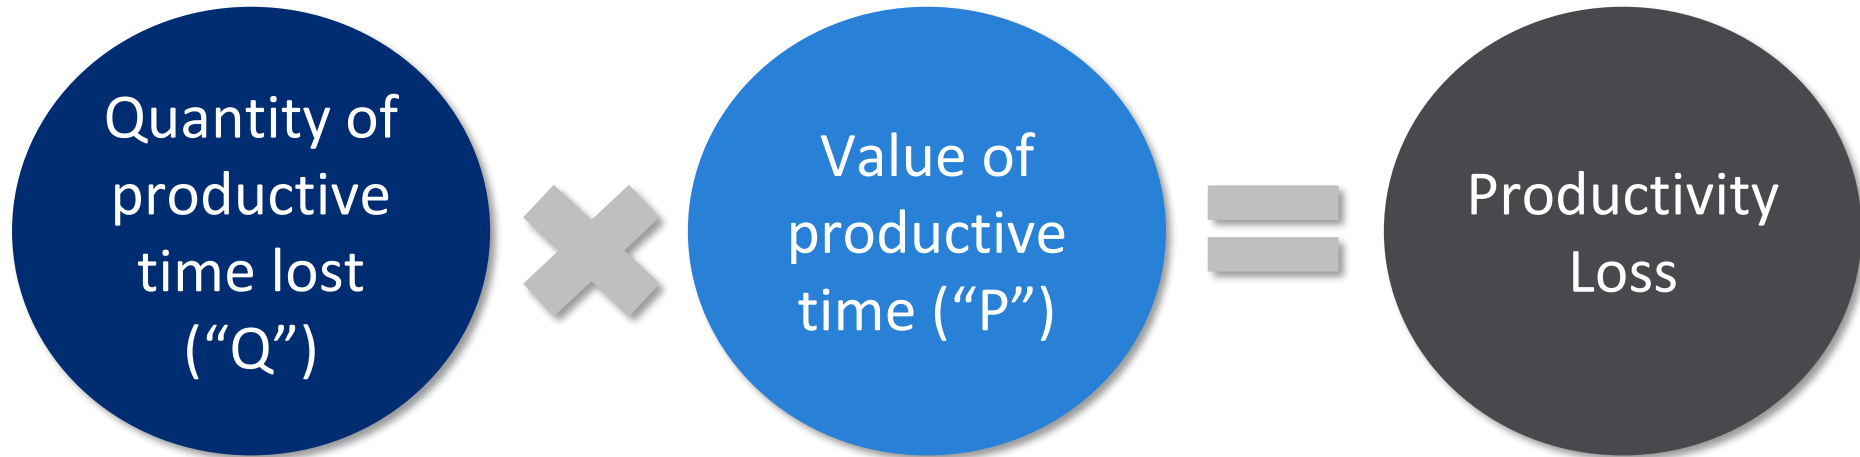 Quantity of
productive
time lost
(“Q”)
Value of
productive
time (“P”)
Productivity
Loss